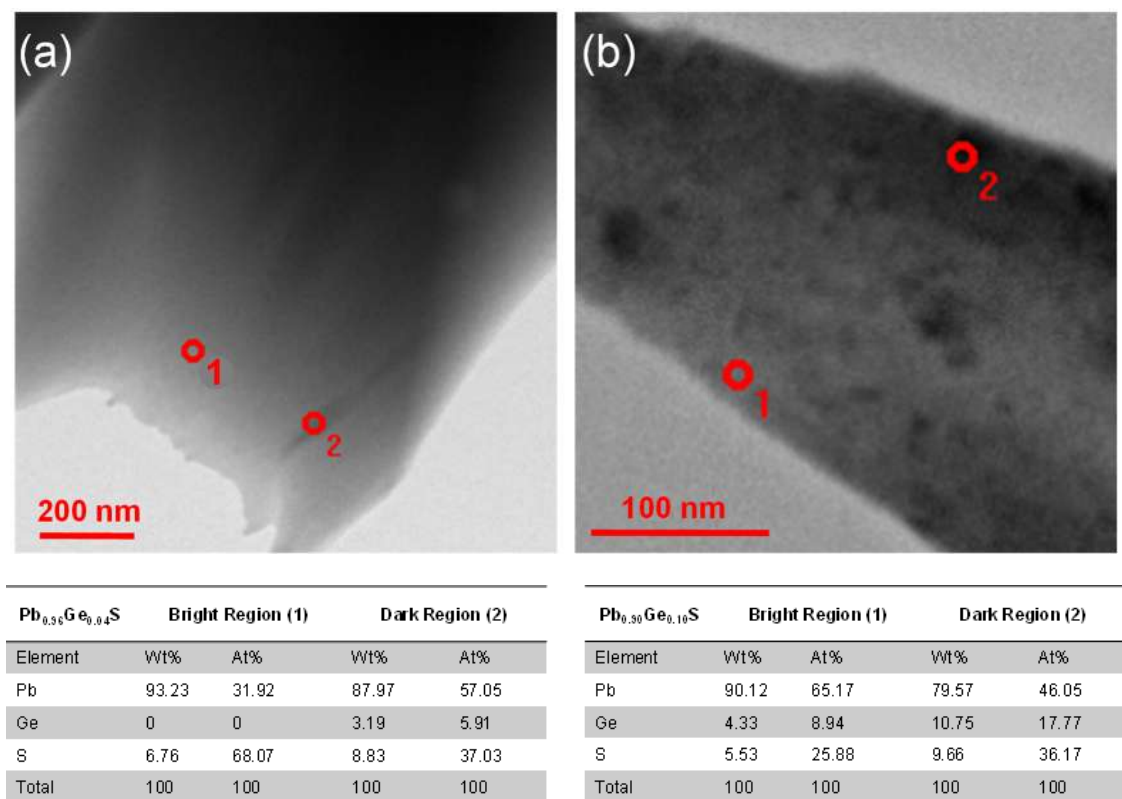 (a)
1
2
200 nm
(b)
2
1
100 nm
Pb0.96Ge0.04S Bright Region (1) Dark Region (2)
Element Wt% At% Wt% At%
Pb 93.23 31.92 87.97 57.05
Ge 0 0 3.19 5.91
S 6.76 68.07 8.83 37.03
Total 100 100 100 100
Pb0.90Ge0.10S Bright Region (1) Dark Region (2)
Element Wt% At% Wt% At%
Pb 90.12 65.17 79.57 46.05
Ge 4.33 8.94 10.75 17.77
S 5.53 25.88 9.66 36.17
Total 100 100 100 100